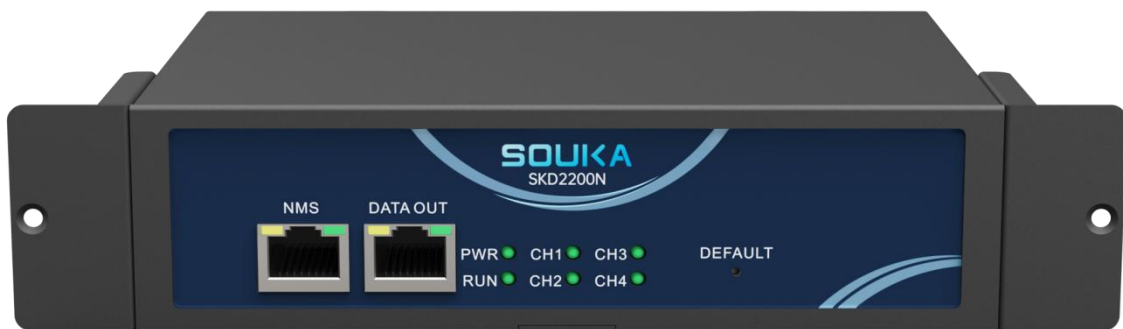 SOUKA
SKD2200N
NMS
DATA OUT
PWR CH1 CH3
RUN CH2 CH4
DEFAULT